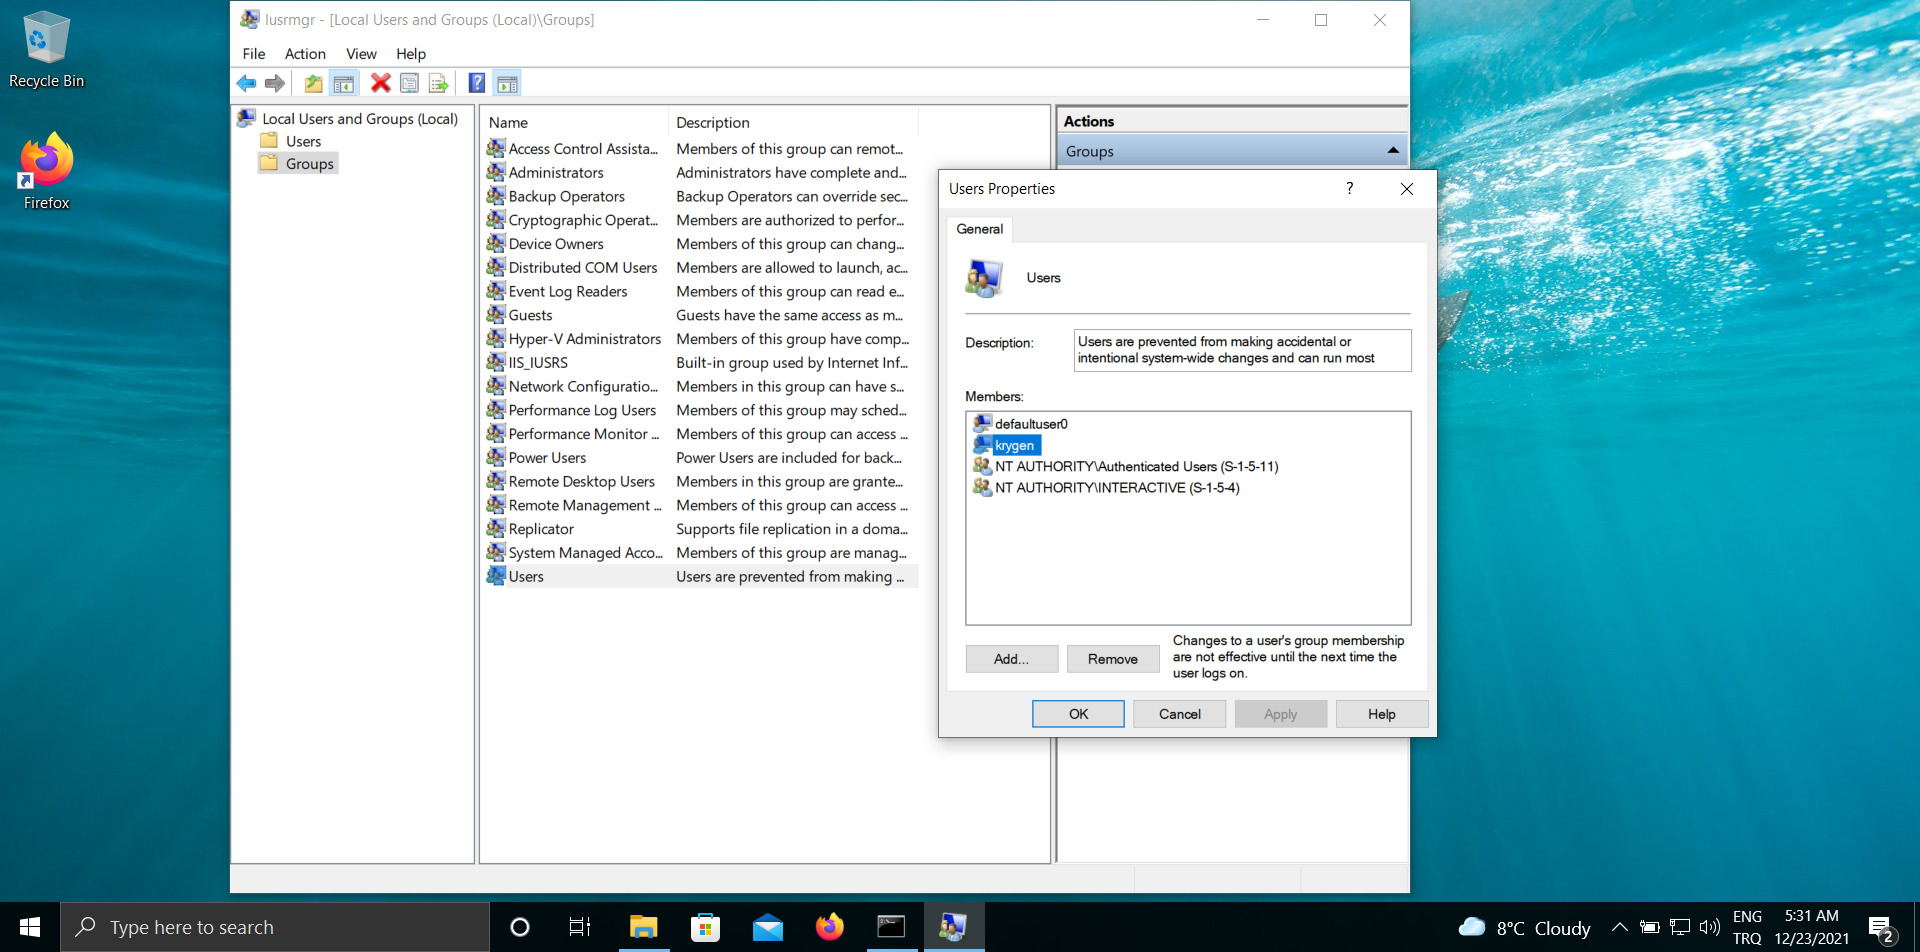 Recycle Bin
Firefox
lusrmgr - [Local Users and Groups (Local)\Groups]
File Action View Help
Local Users and Groups (Local)
Users
Groups
Name Description
Access Control Assista... Members of this group can remot...
Administrators Administrators have complete and...
Backup Operators Backup Operators can override sec...
Cryptographic Operat... Members are authorized to perfor...
Device Owners Members of this group can chang...
Distributed COM Users Members are allowed to launch, ac...
Event Log Readers Members of this group can read e...
Guests Guests have the same access as m...
Hyper-V Administrators Members of this group have comp...
IIS_IUSRS Built-in group used by Internet Inf...
Network Configuratio... Members in this group can have s...
Performance Log Users Members of this group may sched...
Performance Monitor ... Members of this group can access ...
Power Users Power Users are included for back...
Remote Desktop Users Members in this group are grante...
Remote Management ... Members of this group can access ...
Replicator Supports file replication in a doma...
System Managed Acco... Members of this group are manag...
Users Users are prevented from making ...
Actions
Groups
Users Properties ?
General
Users
Description: Users are prevented from making accidental or
intentional system-wide changes and can run most
Members:
defaultuser0
krygen
NT AUTHORITY\Authenticated Users (S-1-5-11)
NT AUTHORITY\INTERACTIVE (S-1-5-4)
Add... Remove
Changes to a user's group membership
are not effective until the next time the
user logs on.
OK Cancel Apply Help
Type here to search
8°C Cloudy
ENG
TRQ
5:31 AM
12/23/2021
2